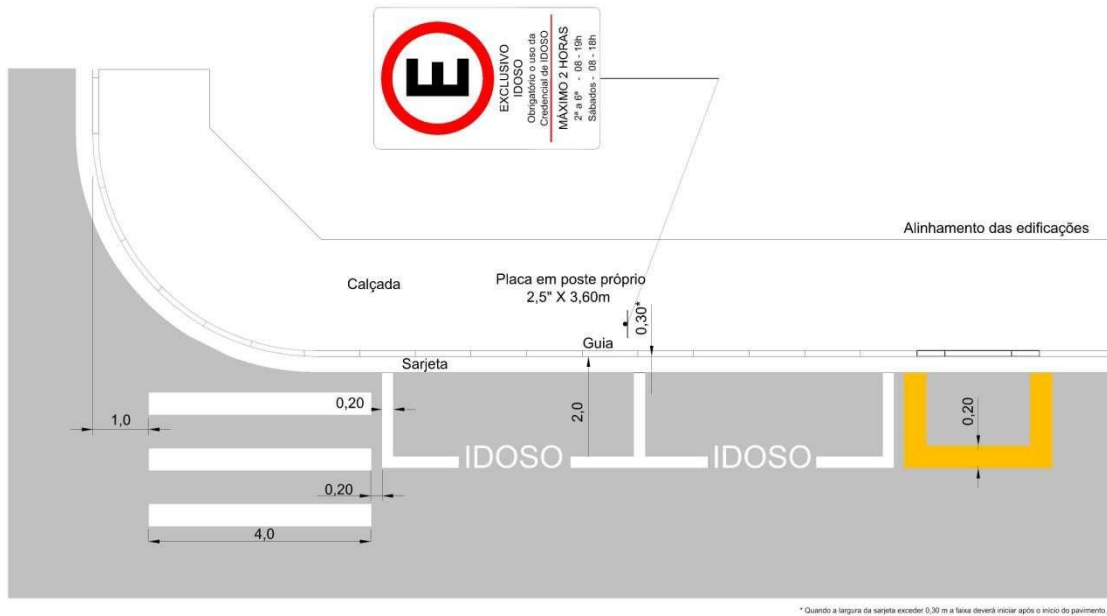 E
EXCLUSIVO
IDOSO
Obrigatório o uso da
Credencial de IDOSO
MÁXIMO 2 HORAS
2ª a 6ª - 08 - 19h
Sábados - 08 - 18h
Alinhamento das edificações
Calçada
Placa em poste próprio
2,5" X 3,60m
0,30*
Guia
Sarjeta
1,0
0,20
2,0
0,20
IDOSO
IDOSO
0,20
4,0
* Quando a largura da sarjeta exceder 0,30 m a faixa deverá iniciar após o início do pavimento.